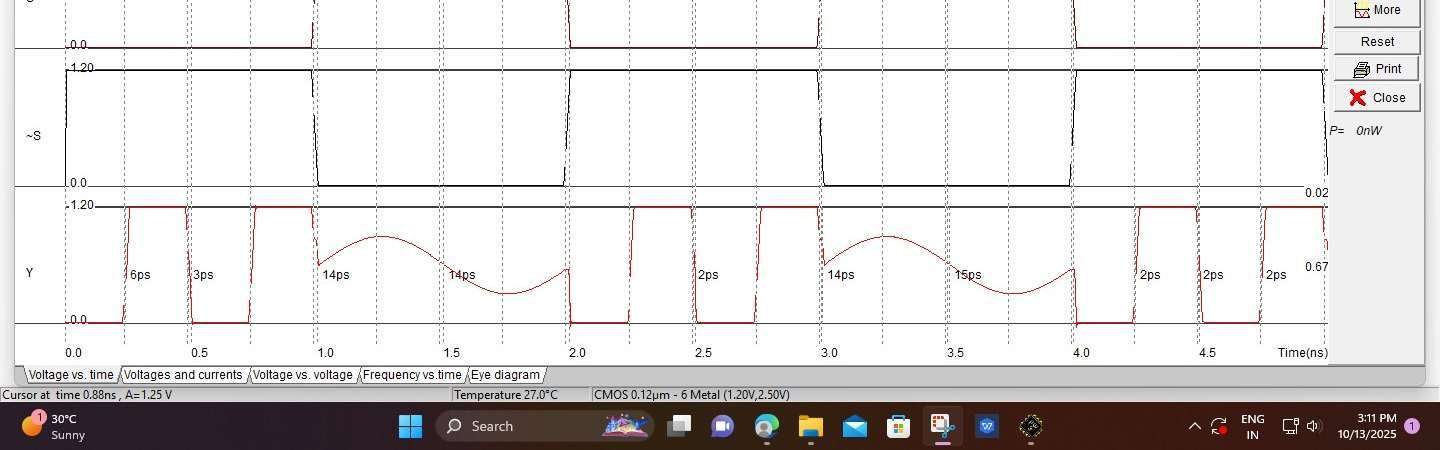 More
0.0
Reset
1.20
Print
Close
~S
P= 0nW
0.0
0.02
1.20
Y
6ps
3ps
14ps
14ps
2ps
14ps
15ps
2ps
2ps
2ps
0.67
0.0
0.0 0.5 1.0 1.5 2.0 2.5 3.0 3.5 4.0 4.5 Time(ns)
Voltage vs. time Voltages and currents Voltage vs. voltage Frequency vs.time Eye diagram
Cursor at time 0.88ns , A=1.25 V Temperature 27.0°C CMOS 0.12µm - 6 Metal (1.20V,2.50V)
1
30°C
Sunny
Search
ENG
IN
3:11 PM
10/13/2025
1